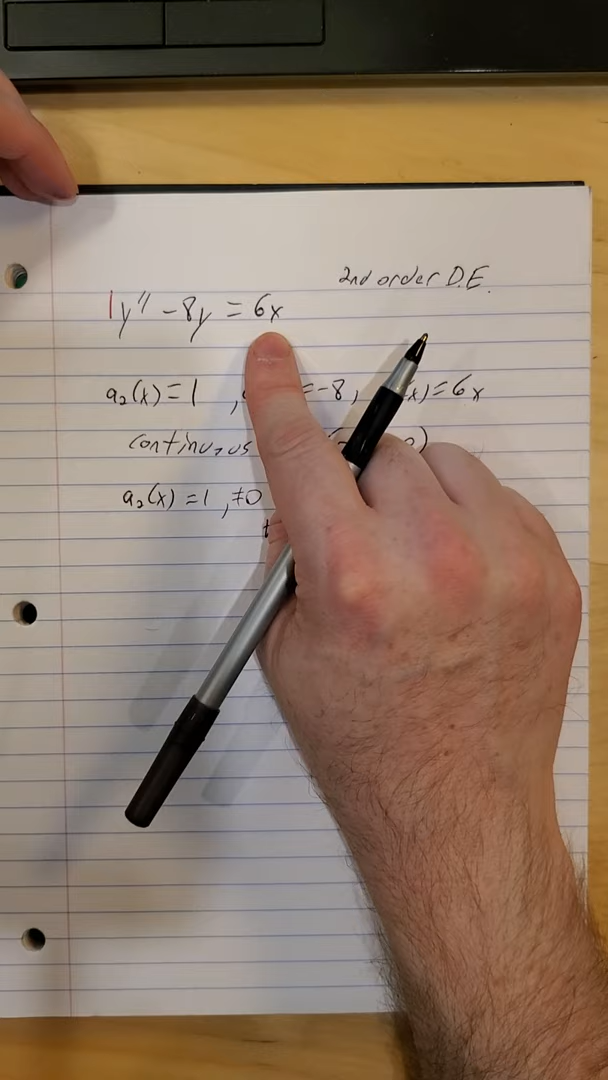 2nd order D.E.
1y'' - 8y = 6x
a₂(x) = 1 , = -8, (x) = 6x
continuous
a₂(x) = 1 , ≠0